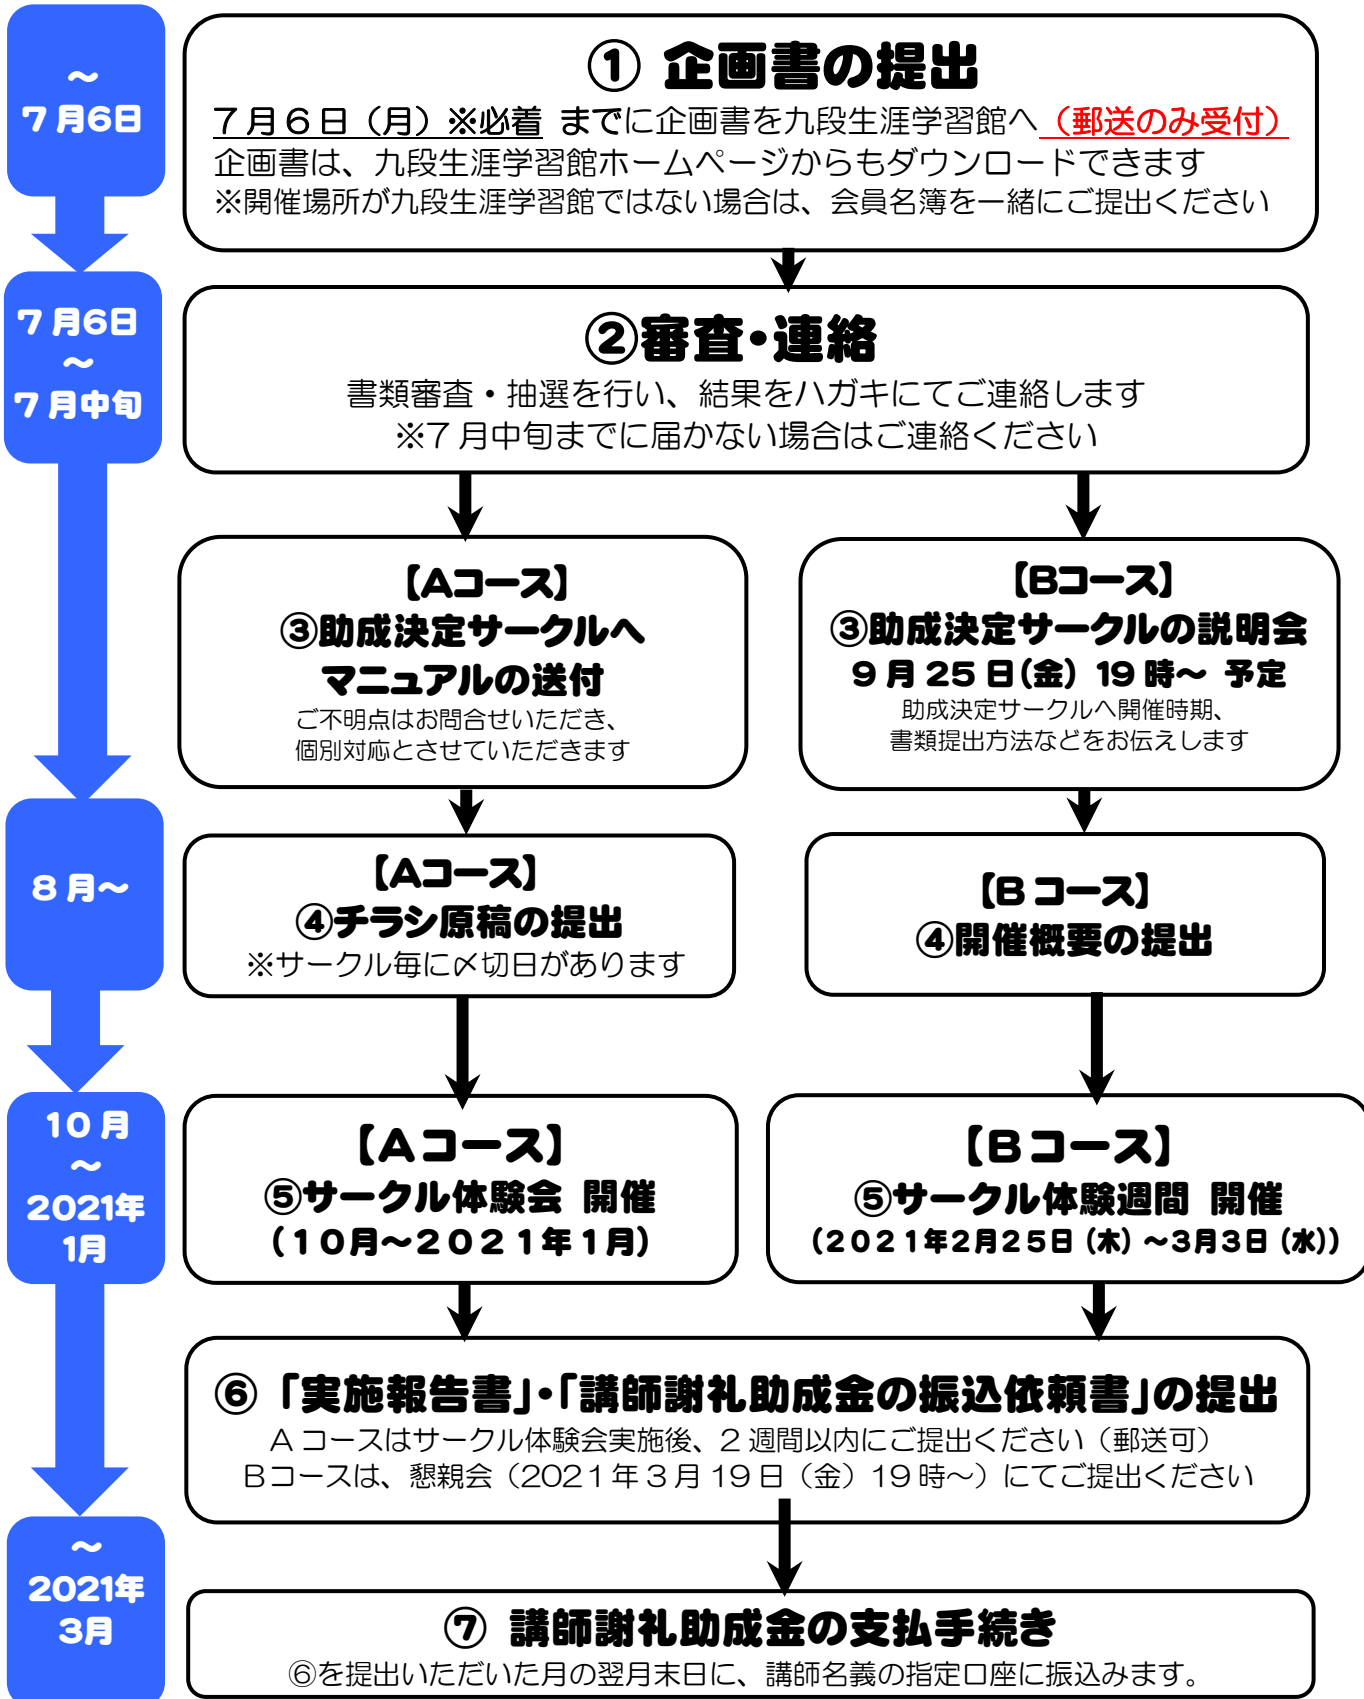 ～
7月6日
① 企画書の提出
7月6日（月）※必着 までに企画書を九段生涯学習館へ（郵送のみ受付）
企画書は、九段生涯学習館ホームページからもダウンロードできます
※開催場所が九段生涯学習館ではない場合は、会員名簿を一緒にご提出ください
7月6日
～
7月中旬
②審査・連絡
書類審査・抽選を行い、結果をハガキにてご連絡します
※7月中旬までに届かない場合はご連絡ください
【Aコース】
③助成決定サークルへ
マニュアルの送付
ご不明点はお問合せいただき、
個別対応とさせていただきます
【Bコース】
③助成決定サークルの説明会
9月25日（金）19時～ 予定
助成決定サークルへ開催時期、
書類提出方法などをお伝えします
8月～
【Aコース】
④チラシ原稿の提出
※サークル毎に〆切日があります
【Bコース】
④開催概要の提出
10月
～
2021年
1月
【Aコース】
⑤サークル体験会 開催
（10月～2021年1月）
【Bコース】
⑤サークル体験週間 開催
（2021年2月25日（木）～3月3日（水））
⑥「実施報告書」・「講師謝礼助成金の振込依頼書」の提出
Aコースはサークル体験会実施後、2週間以内にご提出ください（郵送可）
Bコースは、懇親会（2021年3月19日（金）19時～）にてご提出ください
～
2021年
3月
⑦ 講師謝礼助成金の支払手続き
⑥を提出いただいた月の翌月末日に、講師名義の指定口座に振込みます。